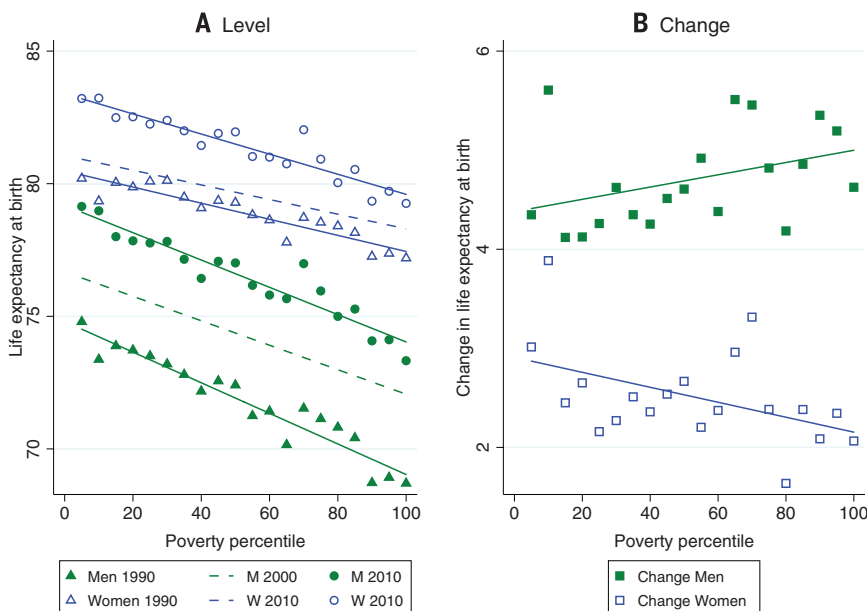 A Level
85
80
75
70
Life expectancy at birth
0 20 40 60 80 100
Poverty percentile
Men 1990 M 2000 M 2010
Women 1990 W 2010 W 2010
B Change
6
4
2
Change in life expectancy at birth
0 20 40 60 80 100
Poverty percentile
Change Men
Change Women